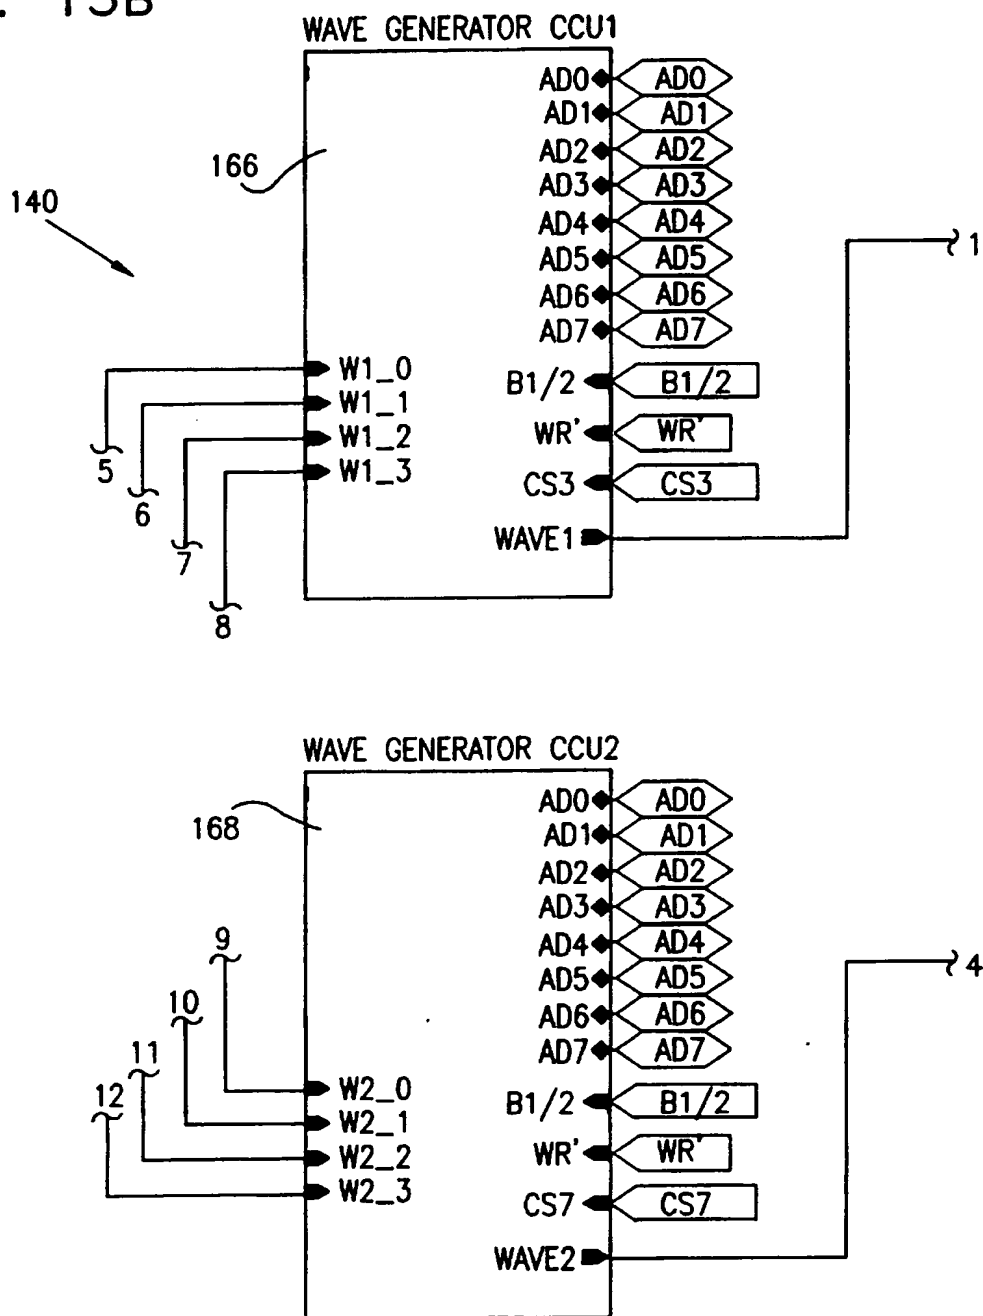 15B
WAVE GENERATOR CCU1
AD0 AD0
AD1 AD1
AD2 AD2
166
AD3 AD3
140
AD4 AD4
1
AD5 AD5
AD6 AD6
AD7 AD7
W1_0
B1/2 B1/2
W1_1
W1_2
WR' WR'
5
W1_3
CS3 CS3
6
WAVE1
7
8
WAVE GENERATOR CCU2
AD0 AD0
168
AD1 AD1
AD2 AD2
AD3 AD3
9
AD4 AD4
4
AD5 AD5
10
AD6 AD6
11
AD7 AD7
12
W2_0
B1/2 B1/2
W2_1
W2_2
WR' WR'
W2_3
CS7 CS7
WAVE2